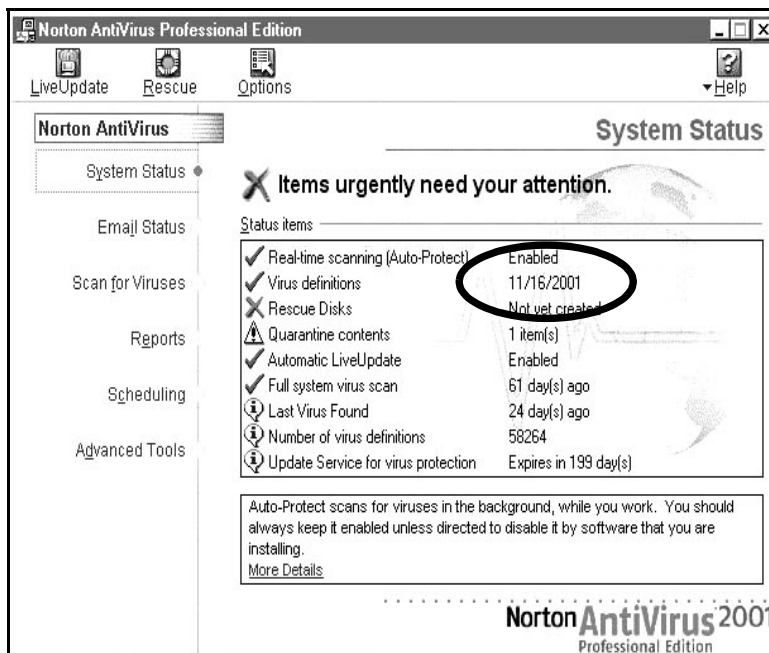 Norton AntiVirus Professional Edition
LiveUpdate Rescue Options Help
Norton AntiVirus
System Status
Email Status
Scan for Viruses
Reports
Scheduling
Advanced Tools
System Status
Items urgently need your attention.
Status items
Real-time scanning (Auto-Protect) Enabled
Virus definitions 11/16/2001
Rescue Disks Not yet created
Quarantine contents 1 item(s)
Automatic LiveUpdate Enabled
Full system virus scan 61 day(s) ago
Last Virus Found 24 day(s) ago
Number of virus definitions 58264
Update Service for virus protection Expires in 199 day(s)
Auto-Protect scans for viruses in the background, while you work. You should
always keep it enabled unless directed to disable it by software that you are
installing.
More Details
Norton AntiVirus 2001
Professional Edition